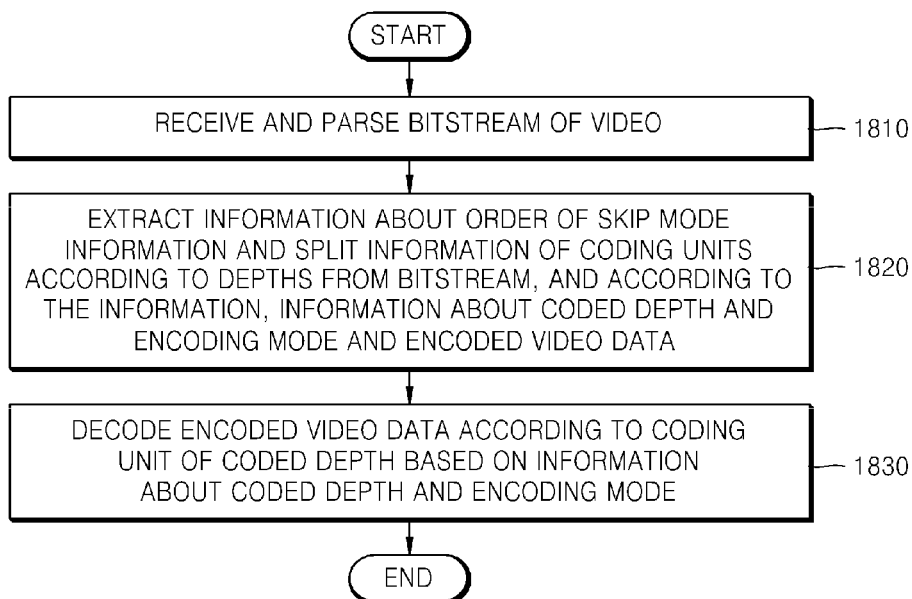 START
RECEIVE AND PARSE BITSTREAM OF VIDEO
1810
EXTRACT INFORMATION ABOUT ORDER OF SKIP MODE
INFORMATION AND SPLIT INFORMATION OF CODING UNITS
ACCORDING TO DEPTHS FROM BITSTREAM, AND ACCORDING TO
THE INFORMATION, INFORMATION ABOUT CODED DEPTH AND
ENCODING MODE AND ENCODED VIDEO DATA
1820
DECODE ENCODED VIDEO DATA ACCORDING TO CODING
UNIT OF CODED DEPTH BASED ON INFORMATION
ABOUT CODED DEPTH AND ENCODING MODE
1830
END